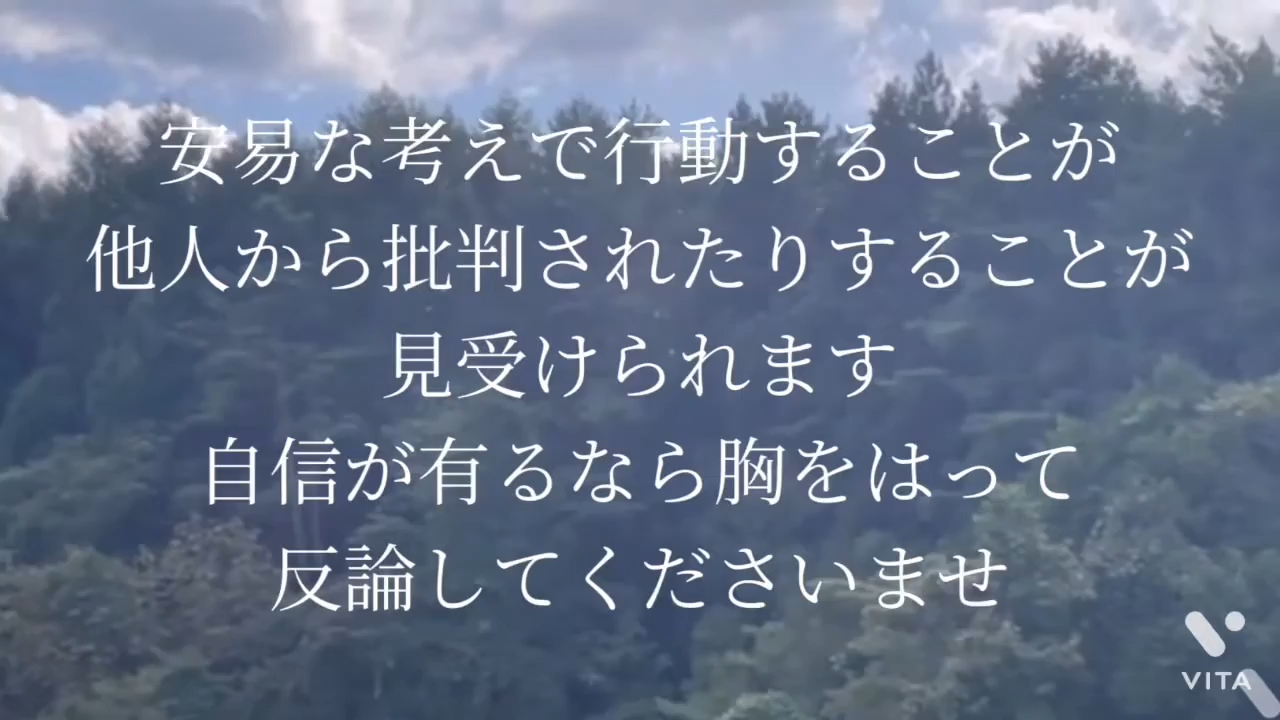 安易な考えで行動することが
他人から批判されたりすることが
見受けられます
自信が有るなら胸をはって
反論してくださいませ
VITA